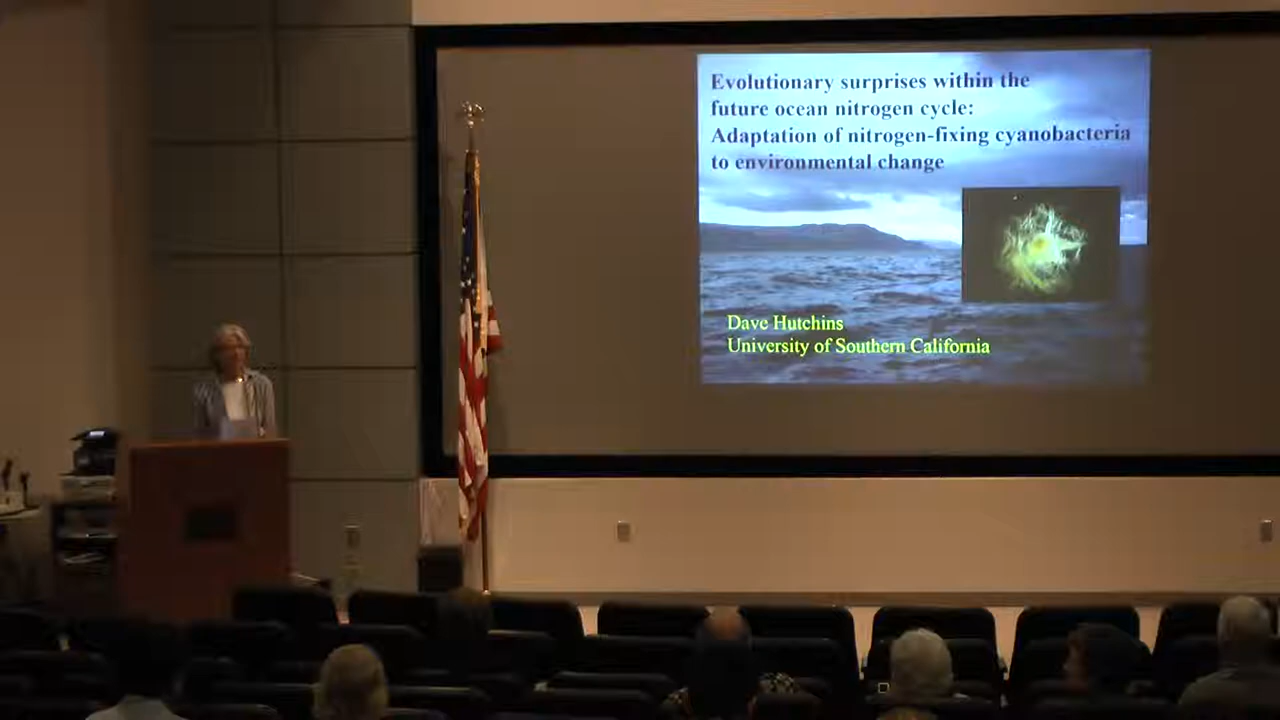 Evolutionary surprises within the
future ocean nitrogen cycle:
Adaptation of nitrogen-fixing cyanobacteria
to environmental change
Dave Hutchins
University of Southern California